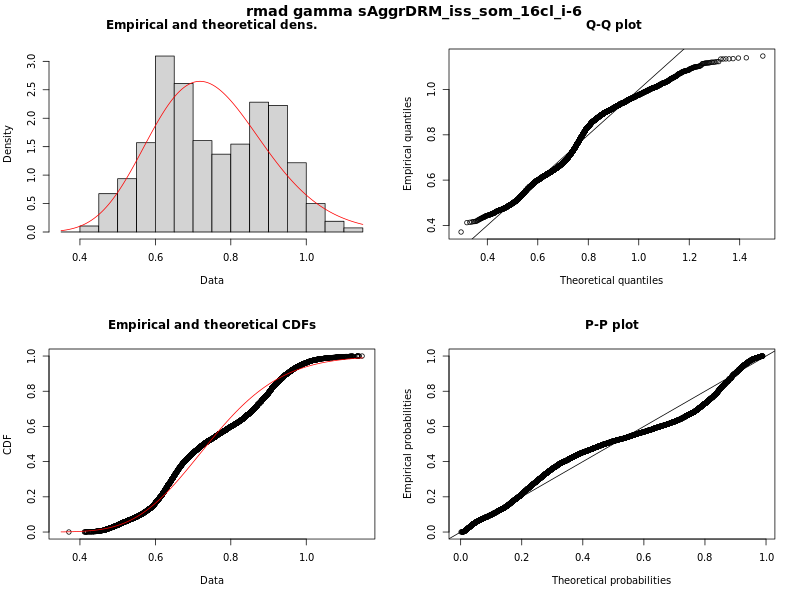 rmad gamma sAggrDRM_iss_som_16cl_i-6
Empirical and theoretical dens.
Density
0.0 0.5 1.0 1.5 2.0 2.5 3.0
0.4 0.6 0.8 1.0
Data
Q-Q plot
Empirical quantiles
0.4 0.6 0.8 1.0
0.4 0.6 0.8 1.0 1.2 1.4
Theoretical quantiles
Empirical and theoretical CDFs
CDF
0.0 0.2 0.4 0.6 0.8 1.0
0.4 0.6 0.8 1.0
Data
P-P plot
Empirical probabilities
0.0 0.2 0.4 0.6 0.8 1.0
0.0 0.2 0.4 0.6 0.8 1.0
Theoretical probabilities